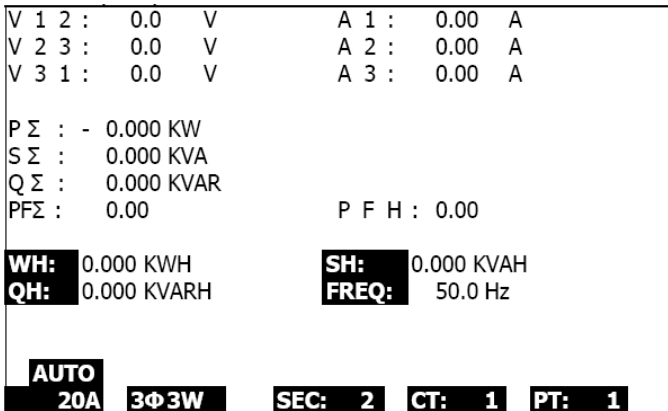 V 1 2 : 0.0 V A 1 : 0.00 A
V 2 3 : 0.0 V A 2 : 0.00 A
V 3 1 : 0.0 V A 3 : 0.00 A
P Σ : - 0.000 KW
S Σ : 0.000 KVA
Q Σ : 0.000 KVAR
PFΣ : 0.00 P F H : 0.00
WH: 0.000 KWH SH: 0.000 KVAH
QH: 0.000 KVARH FREQ: 50.0 Hz
AUTO
20A 3Φ3W SEC: 2 CT: 1 PT: 1